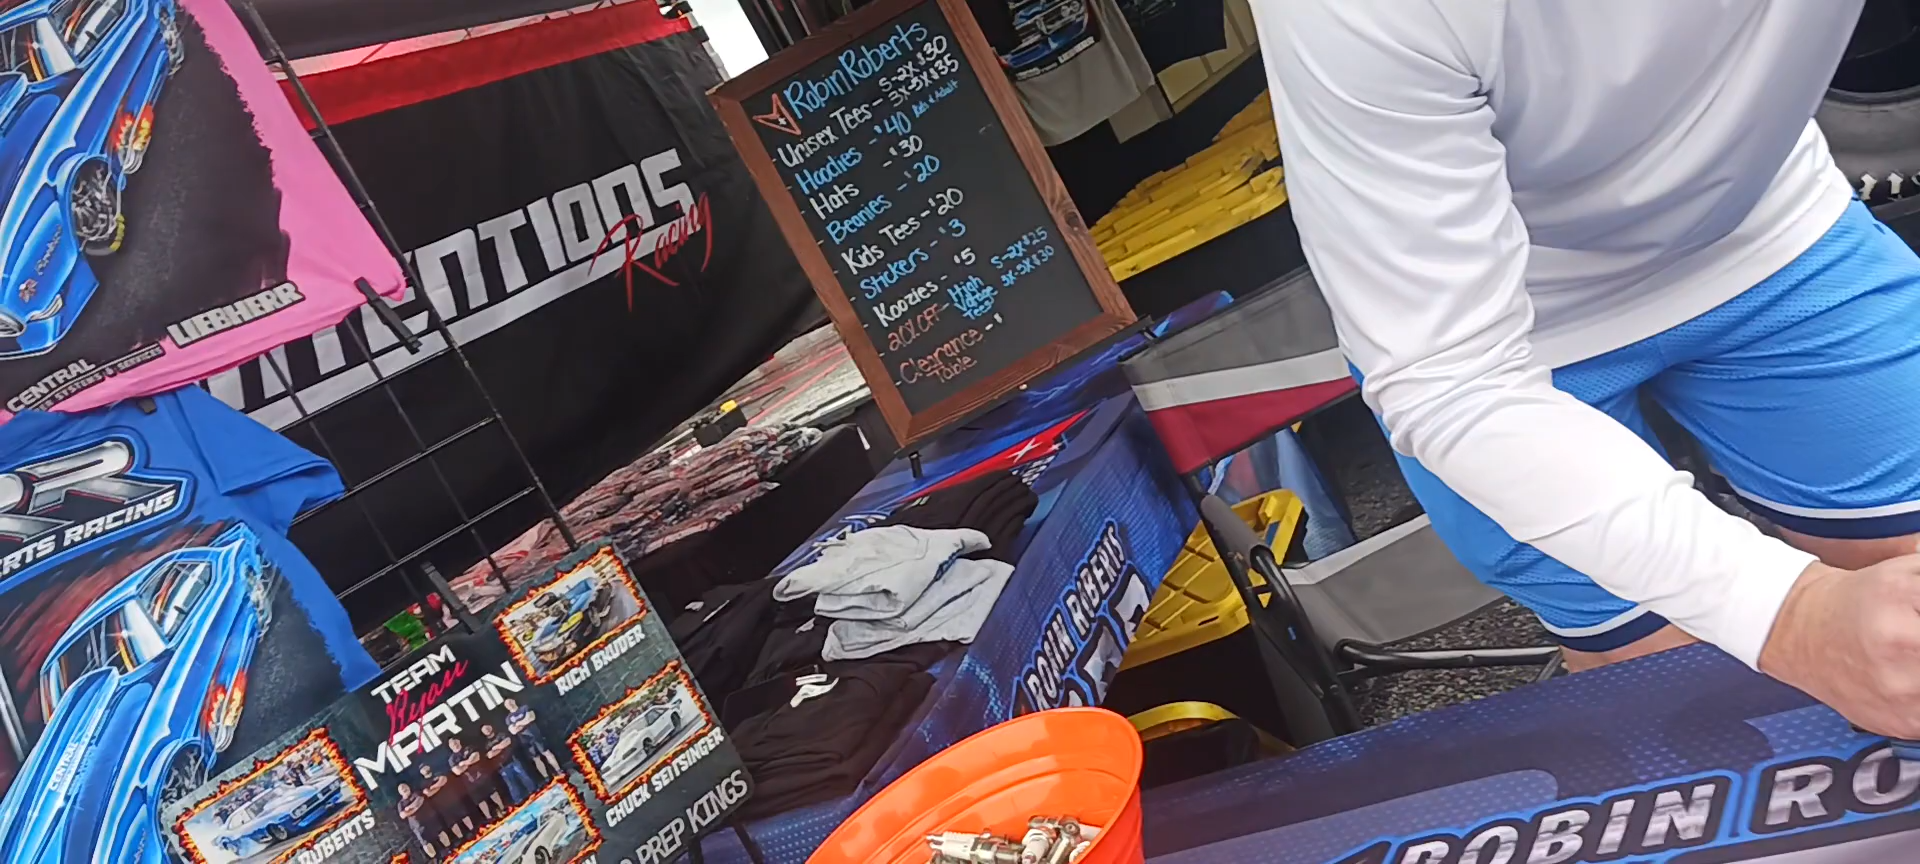 Robin Roberts
- Unisex Tees - S-2X $30
3X-5X $35
- Hoodies - $40 Kids & Adult
- Hats - $30
- Beanies - $20
- Kids Tees - $20
- Stickers - $3
- Koozies - $5
- 20% OFF - High Voltage Tees S-2X $25
3X-5X $30
- Clearance Table - $
Racing
LIEBHERR
CENTRAL
RTS RACING
TEAM
Ryan
MARTIN
RICH BRUDER
CHUCK SEITSINGER
ROBERTS
PREP KINGS
ROBIN ROBERTS
ROBIN RO